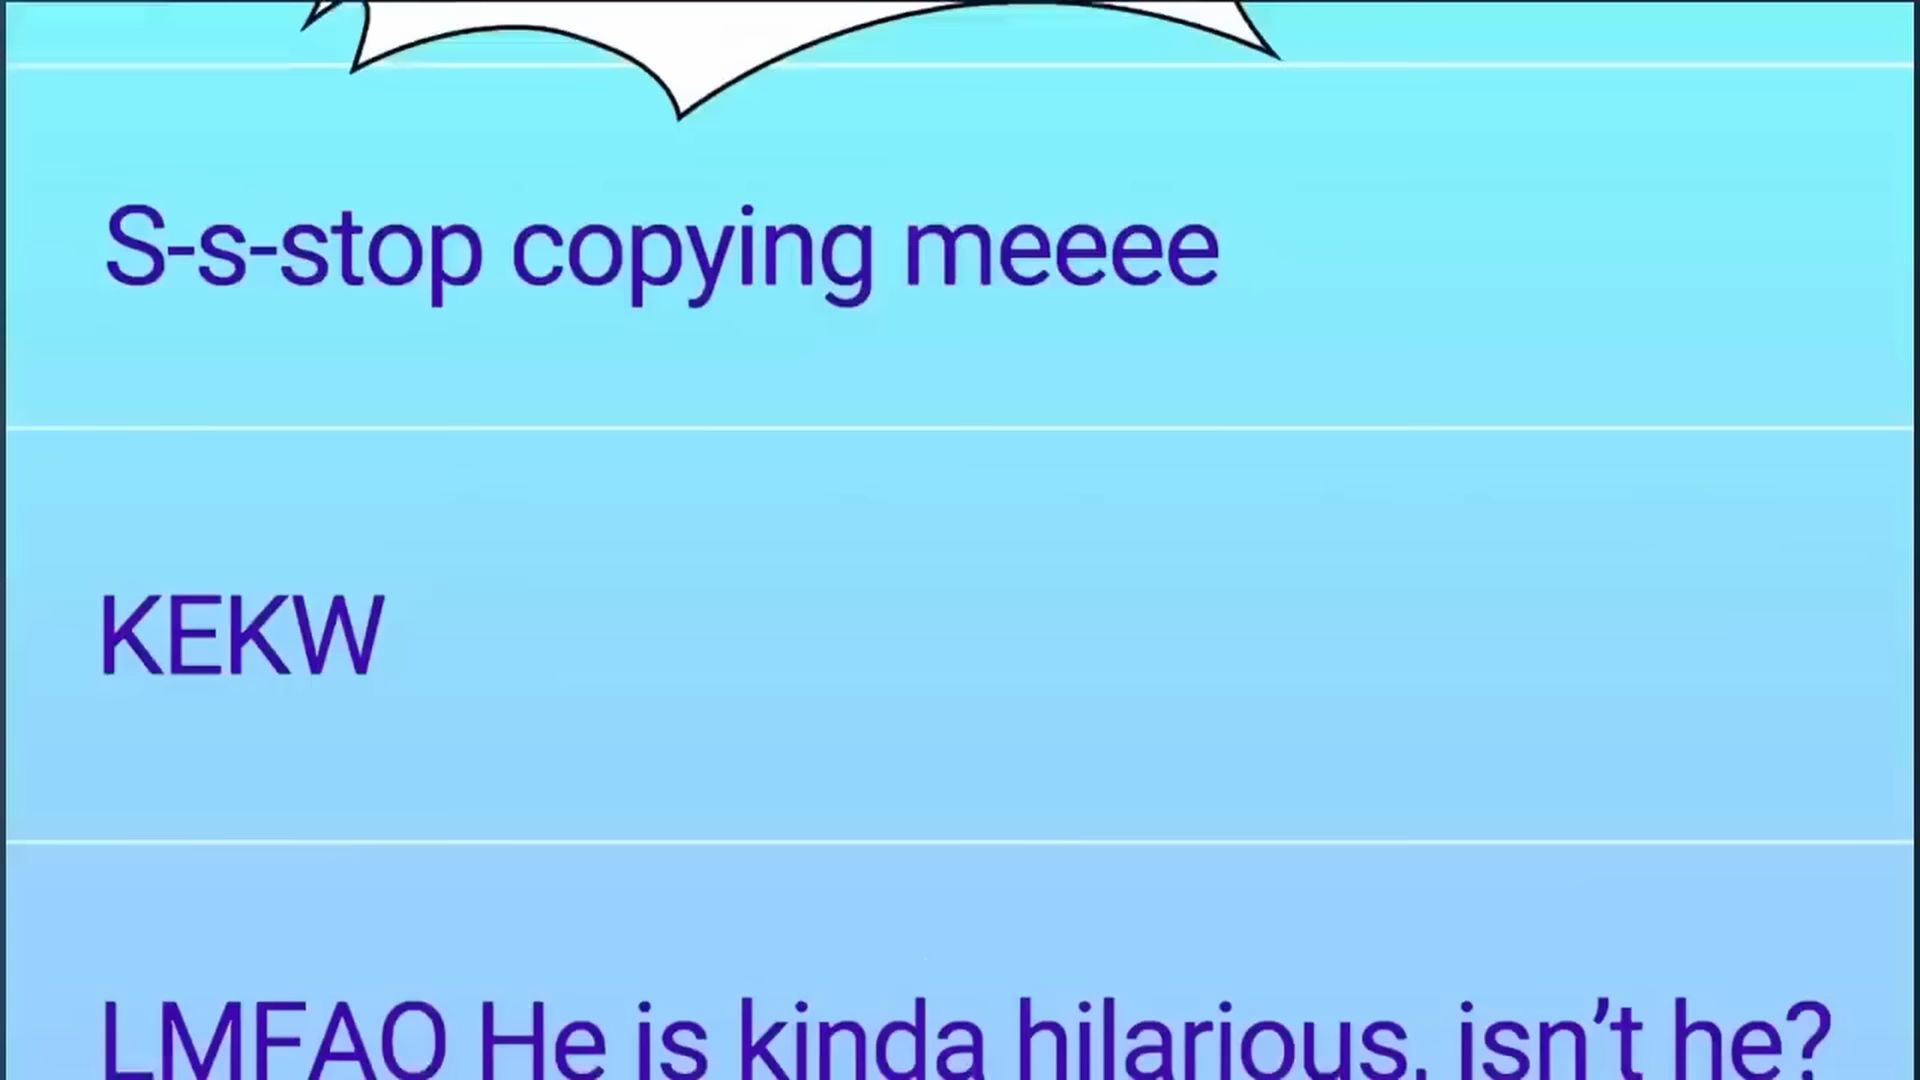 S-s-stop copying meeee
KEKW
LMFAO He is kinda hilarious, isn’t he?